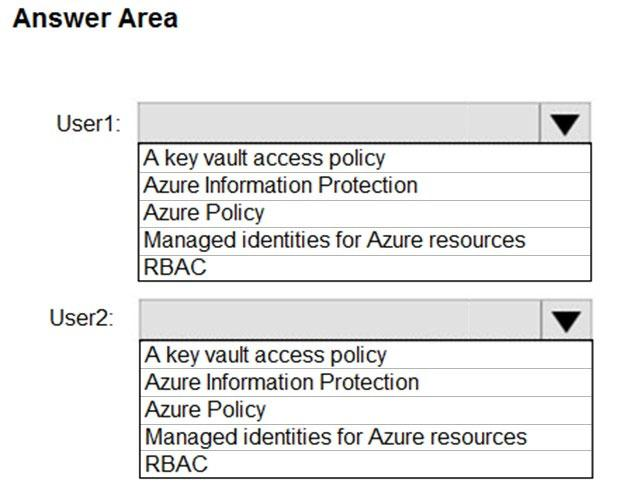 Answer Area
User1:
A key vault access policy
Azure Information Protection
Azure Policy
Managed identities for Azure resources
RBAC
User2:
A key vault access policy
Azure Information Protection
Azure Policy
Managed identities for Azure resources
RBAC